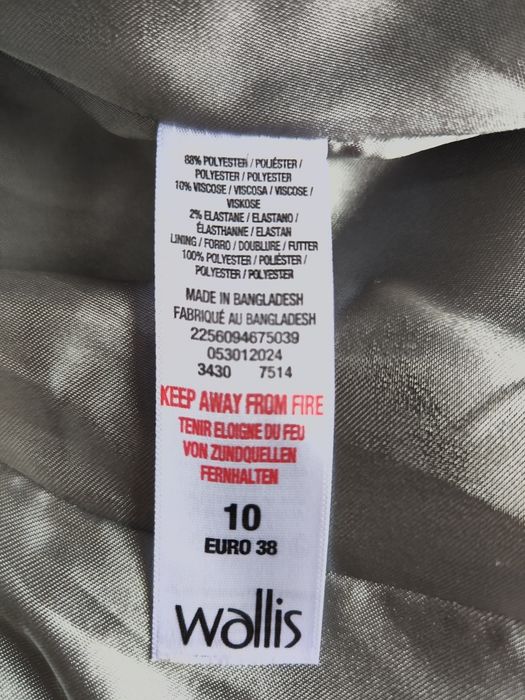 88% POLYESTER / POLIÉSTER /
POLYESTER / POLYESTER
10% VISCOSE / VISCOSA / VISCOSE /
VISKOSE
2% ELASTANE / ELASTANO /
ÉLASTHANNE / ELASTAN
LINING / FORRO / DOUBLURE / FUTTER
100% POLYESTER / POLIÉSTER /
POLYESTER / POLYESTER
MADE IN BANGLADESH
FABRIQUÉ AU BANGLADESH
2256094675039
053012024
3430 7514
KEEP AWAY FROM FIRE
TENIR ELOIGNE DU FEU
VON ZUNDQUELLEN
FERNHALTEN
10
EURO 38
wallis